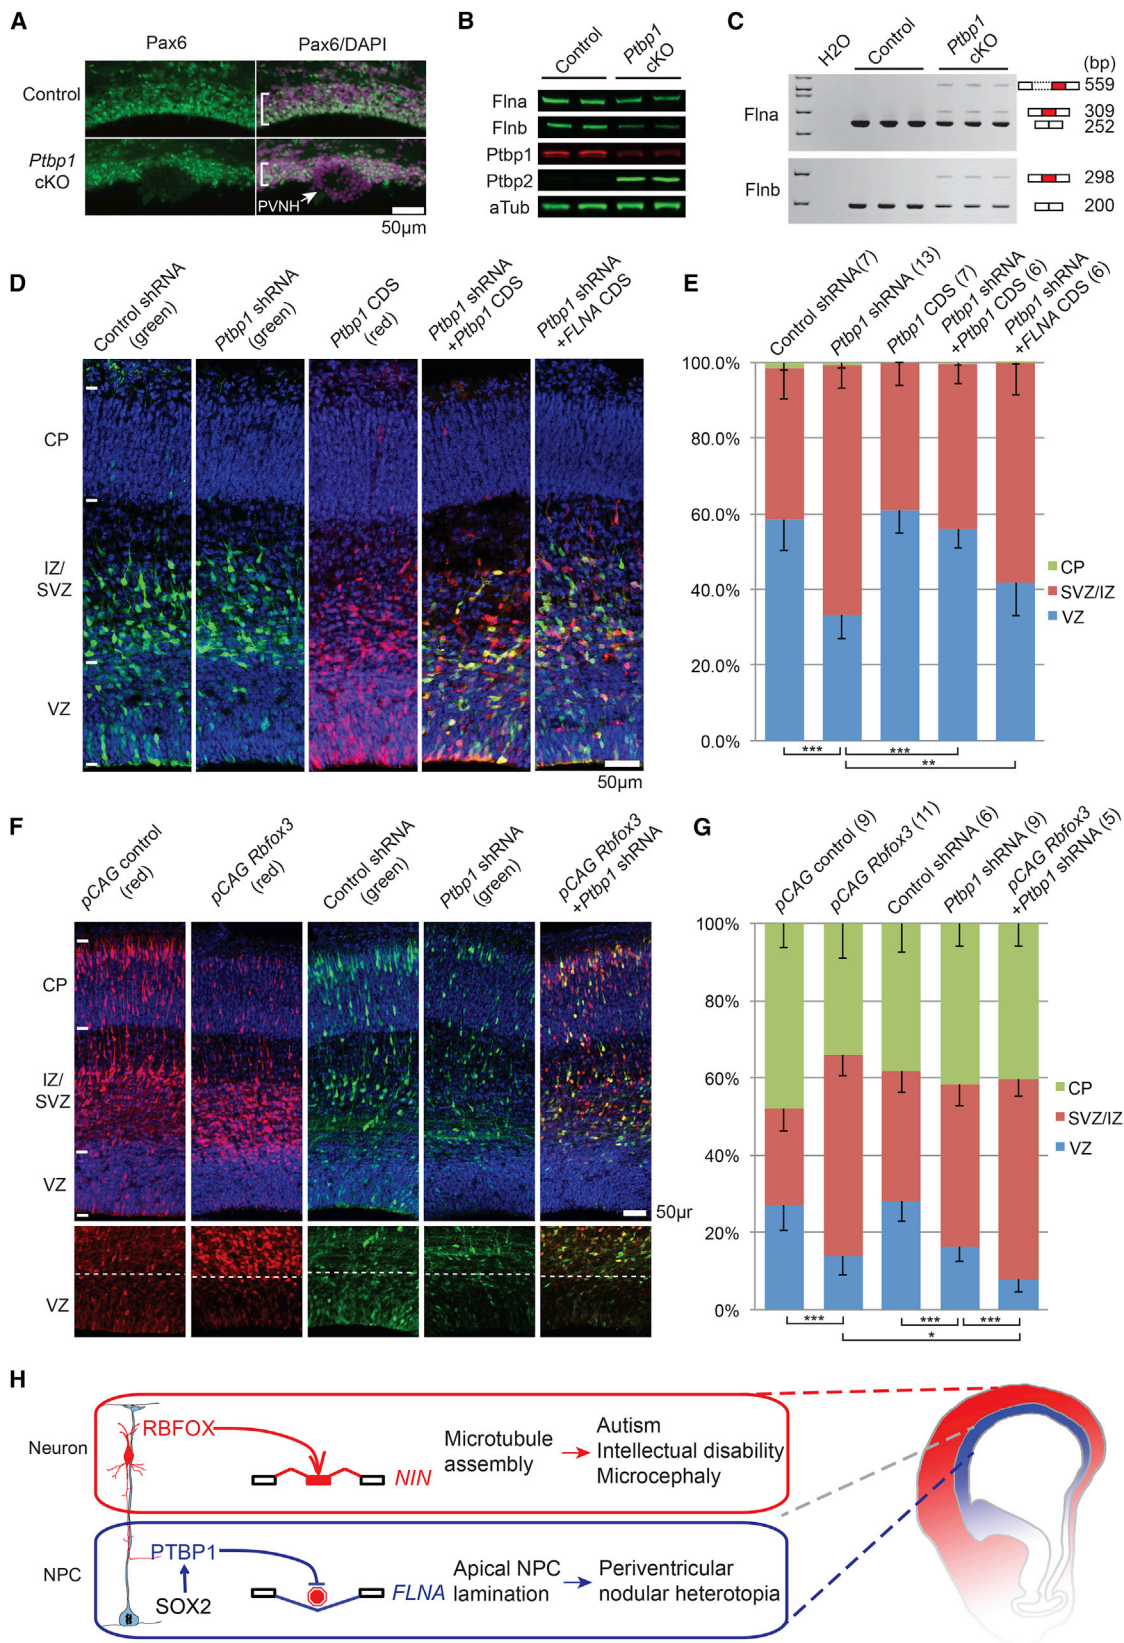 A
Pax6
Pax6/DAPI
Control
Ptbp1
cKO
PVNH
50μm
B
Control
Ptbp1
cKO
Flna
Flnb
Ptbp1
Ptbp2
aTub
C
H2O
Control
Ptbp1
cKO
(bp)
Flna
559
309
252
Flnb
298
200
D
Control shRNA
(green)
Ptbp1 shRNA
(green)
Ptbp1 CDS
(red)
Ptbp1 shRNA
+Ptbp1 CDS
Ptbp1 shRNA
+FLNA CDS
CP
IZ/
SVZ
VZ
50μm
E
Control shRNA(7)
Ptbp1 shRNA (13)
Ptbp1 CDS (7)
Ptbp1 shRNA
+Ptbp1 CDS (6)
Ptbp1 shRNA
+FLNA CDS (6)
100.0%
80.0%
60.0%
40.0%
20.0%
0.0%
CP
SVZ/IZ
VZ
***
***
**
F
pCAG control
(red)
pCAG Rbfox3
(red)
Control shRNA
(green)
Ptbp1 shRNA
(green)
pCAG Rbfox3
+Ptbp1 shRNA
CP
IZ/
SVZ
VZ
50μr
VZ
G
pCAG control (9)
pCAG Rbfox3 (11)
Control shRNA (6)
Ptbp1 shRNA (9)
pCAG Rbfox3
+Ptbp1 shRNA (5)
100%
80%
60%
40%
20%
0%
CP
SVZ/IZ
VZ
***
***
***
*
H
Neuron
RBFOX
NIN
Microtubule
assembly
Autism
Intellectual disability
Microcephaly
NPC
PTBP1
SOX2
FLNA
Apical NPC
lamination
Periventricular
nodular heterotopia